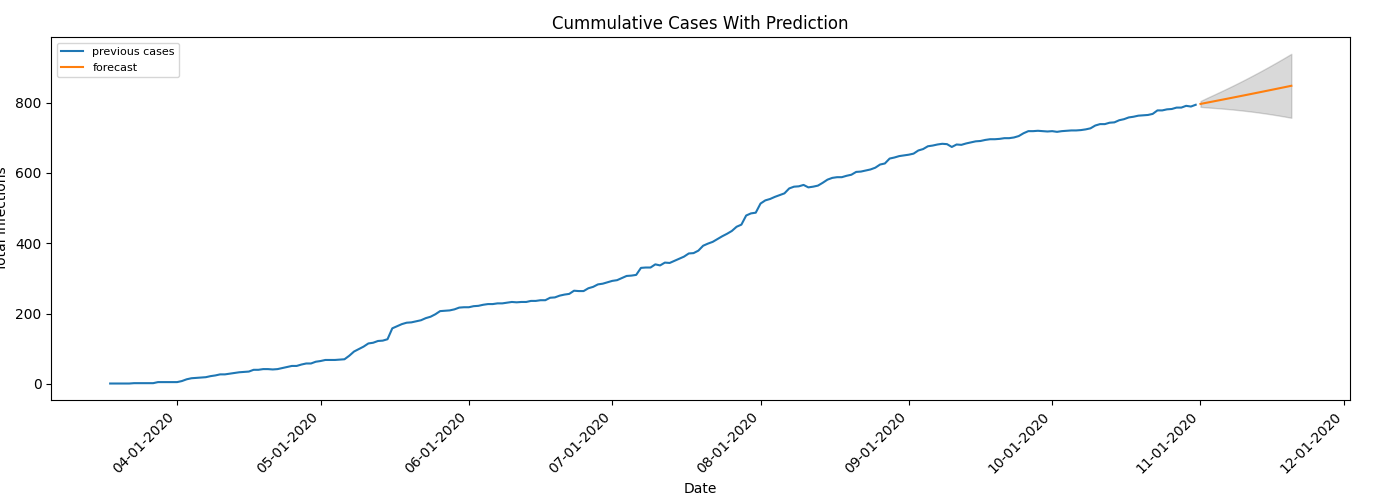 Cummulative Cases With Prediction
previous cases
forecast
800
600
400
200
0
Total Infections
04-01-2020
05-01-2020
06-01-2020
07-01-2020
08-01-2020
09-01-2020
10-01-2020
11-01-2020
12-01-2020
Date